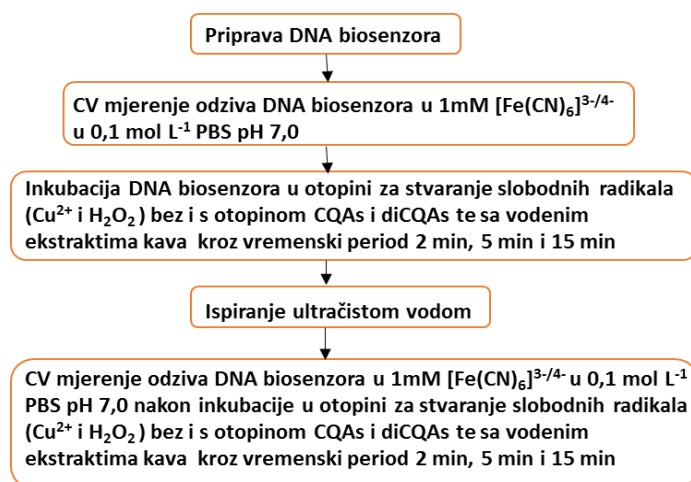 Priprava DNA biosenzora
CV mjerenje odziva DNA biosenzora u 1mM [Fe(CN)₆]³⁻/⁴⁻
u 0,1 mol L⁻¹ PBS pH 7,0
Inkubacija DNA biosenzora u otopini za stvaranje slobodnih radikala
(Cu²⁺ i H₂O₂ ) bez i s otopinom CQAs i diCQAs te sa vodenim
ekstraktima kava kroz vremenski period 2 min, 5 min i 15 min
Ispiranje ultračistom vodom
CV mjerenje odziva DNA biosenzora u 1mM [Fe(CN)₆]³⁻/⁴⁻ u 0,1 mol L⁻¹
PBS pH 7,0 nakon inkubacije u otopini za stvaranje slobodnih radikala
(Cu²⁺ i H₂O₂ ) bez i s otopinom CQAs i diCQAs te sa vodenim
ekstraktima kava kroz vremenski period 2 min, 5 min i 15 min